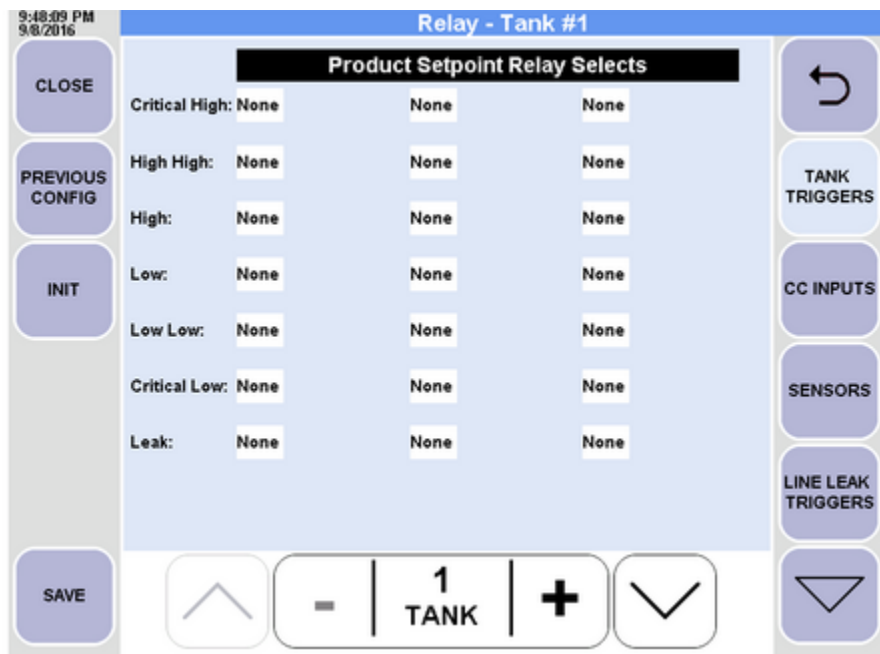 9:48:09 PM
9/8/2016
Relay - Tank #1
CLOSE
Product Setpoint Relay Selects
Critical High: None None None
PREVIOUS
CONFIG
High High: None None None
TANK
TRIGGERS
High: None None None
INIT
Low: None None None
CC INPUTS
Low Low: None None None
Critical Low: None None None
SENSORS
Leak: None None None
LINE LEAK
TRIGGERS
SAVE
- 1 +
TANK